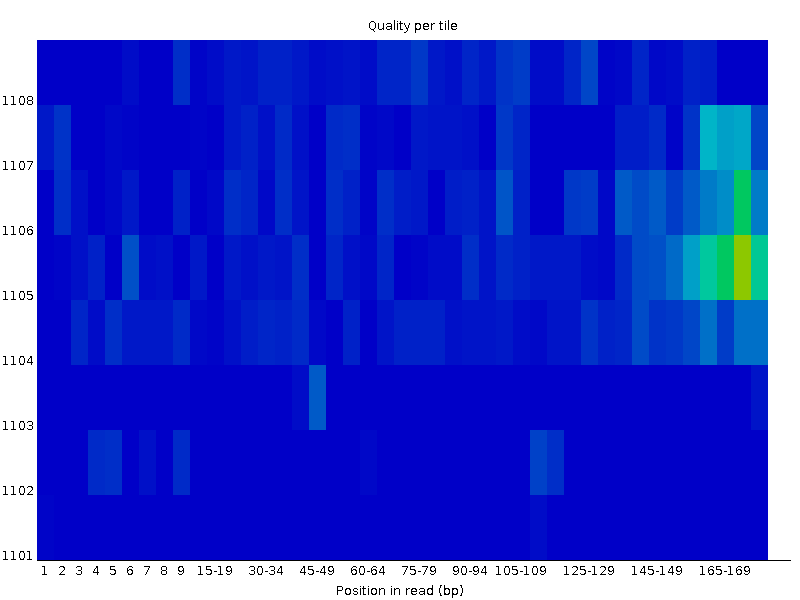 Quality per tile
1108
1107
1106
1105
1104
1103
1102
1101
1 2 3 4 5 6 7 8 9 15-19 30-34 45-49 60-64 75-79 90-94 105-109 125-129 145-149 165-169
Position in read (bp)